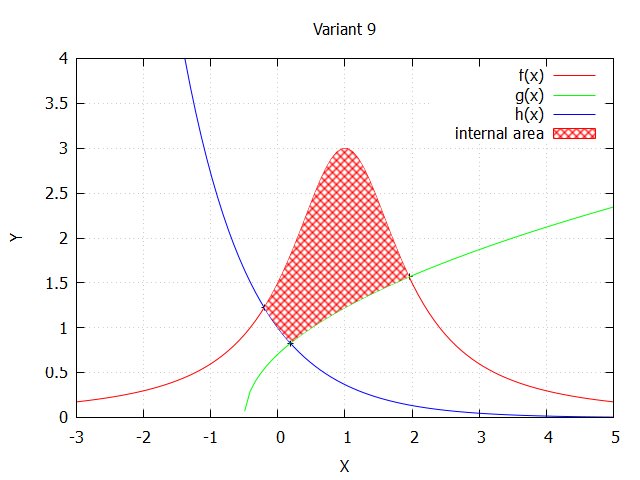 Variant 9
f(x)
g(x)
h(x)
internal area
4
3.5
3
2.5
2
1.5
1
0.5
0
Y
-3 -2 -1 0 1 2 3 4 5
X